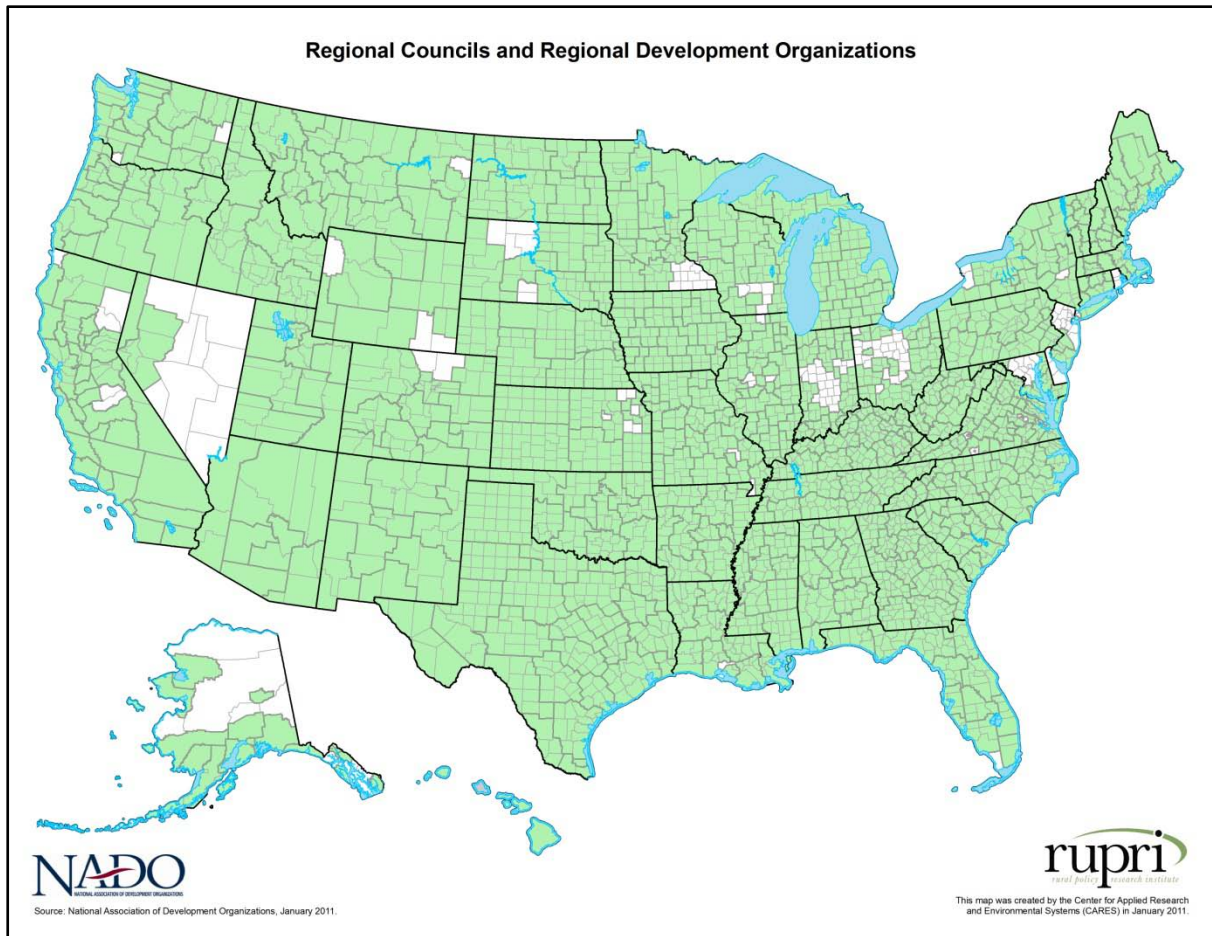 Regional Councils and Regional Development Organizations
NADO
NATIONAL ASSOCIATION OF DEVELOPMENT ORGANIZATIONS
Source: National Association of Development Organizations, January 2011.
rupri
rural policy research institute
This map was created by the Center for Applied Research
and Environmental Systems (CARES) in January 2011.